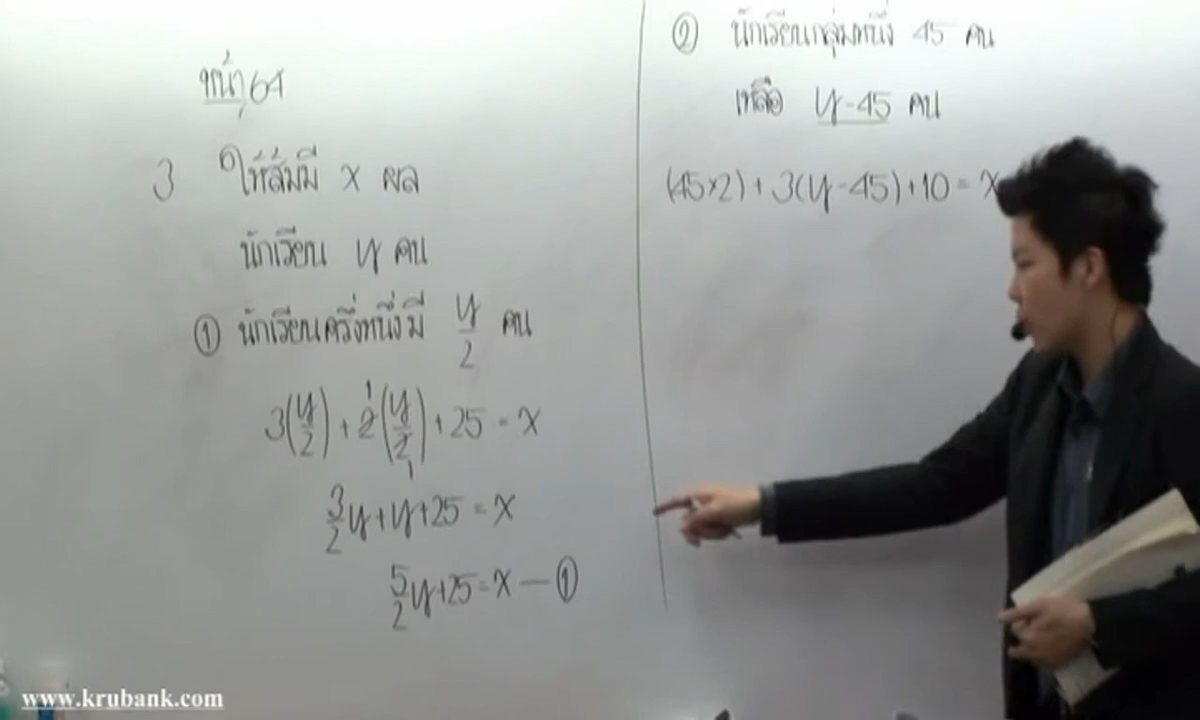 หน้า 64
3 ให้ส้มมี x ผล
นักเรียน y คน
① นักเรียนครึ่งหนึ่งมี y/2 คน
3(y/2) + 2(y/2) + 25 = x
3/2 y + y + 25 = x
5/2 y + 25 = x — ①
② นักเรียนกลุ่มหนึ่ง 45 คน
เหลือ y - 45 คน
(45×2) + 3(y - 45) + 10 = x
www.krubank.com